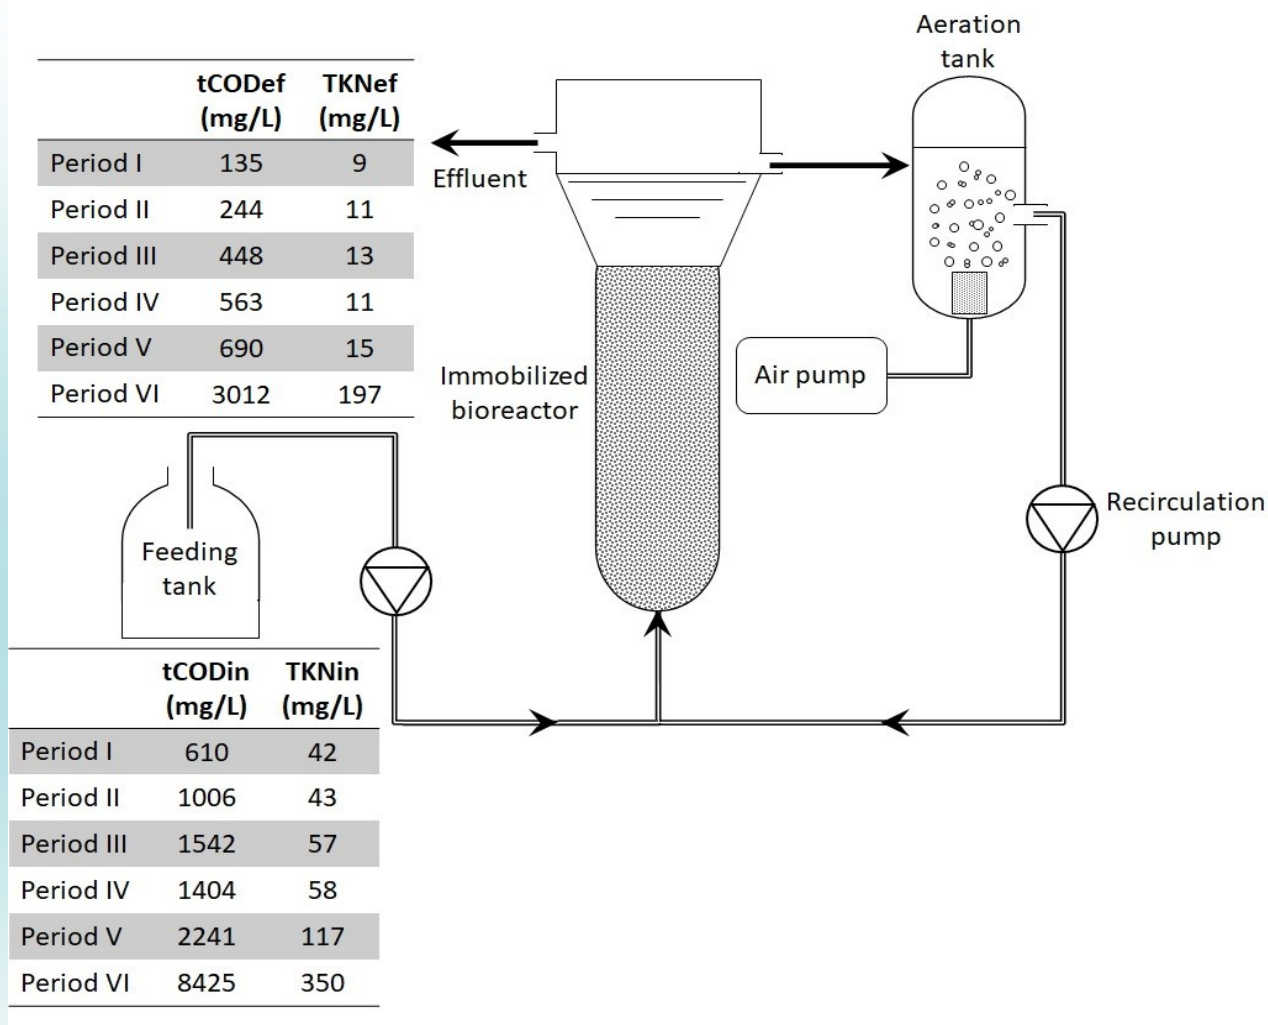 Aeration
tank
tCODef TKNef
(mg/L) (mg/L)
Period I 135 9
Period II 244 11
Period III 448 13
Period IV 563 11
Period V 690 15
Period VI 3012 197
Effluent
Immobilized
bioreactor
Air pump
Recirculation
pump
Feeding
tank
tCODin TKNin
(mg/L) (mg/L)
Period I 610 42
Period II 1006 43
Period III 1542 57
Period IV 1404 58
Period V 2241 117
Period VI 8425 350